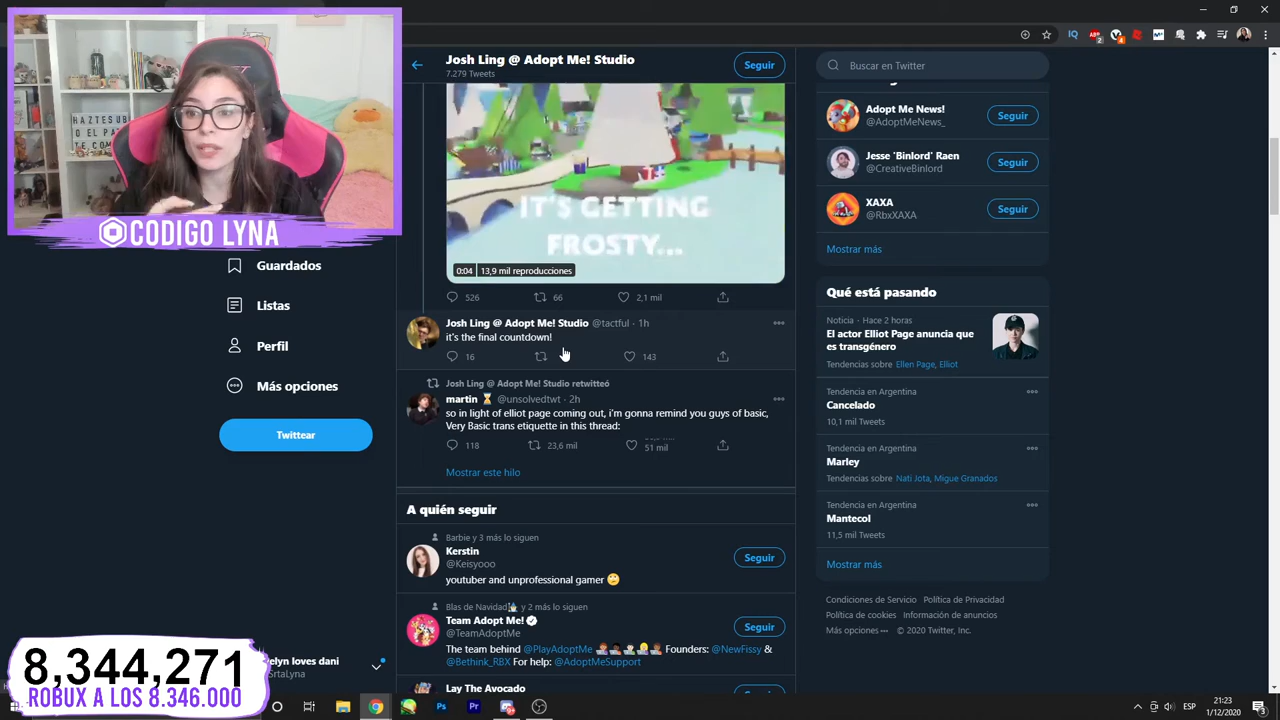 HAZTE SUB
O EL PA
TE COM
CODIGO LYNA
Guardados
Listas
Perfil
Más opciones
Twittear
8,344,271
ROBUX A LOS 8.346.000
elyn loves dani
SrtaLyna
Josh Ling @ Adopt Me! Studio
7.279 Tweets
Seguir
IT'S GETTING
FROSTY...
0:04 13,9 mil reproducciones
526 66 2,1 mil
Josh Ling @ Adopt Me! Studio @tactful · 1h
it's the final countdown!
16 143
Josh Ling @ Adopt Me! Studio retwitteó
martin ⌛ @unsolvedtwt · 2h
so in light of elliot page coming out, i'm gonna remind you guys of basic,
Very Basic trans etiquette in this thread:
118 23,6 mil 51 mil
Mostrar este hilo
A quién seguir
Barbie y 3 más lo siguen
Kerstin
@Keisyooo
Seguir
youtuber and unprofessional gamer 🙄
Blas de Navidad y 2 más lo siguen
Team Adopt Me!
@TeamAdoptMe
Seguir
The team behind @PlayAdoptMe Founders: @NewFissy &
@Bethink_RBX For help: @AdoptMeSupport
Lay The Avocado
Buscar en Twitter
Adopt Me News!
@AdoptMeNews_
Seguir
Jesse 'Binlord' Raen
@CreativeBinlord
Seguir
XAXA
@RbxXAXA
Seguir
Mostrar más
Qué está pasando
Noticia · Hace 2 horas
El actor Elliot Page anuncia que
es transgénero
Tendencias sobre Ellen Page, Elliot
Tendencia en Argentina
Cancelado
10,1 mil Tweets
Tendencia en Argentina
Marley
Tendencias sobre Nati Jota, Migue Granados
Tendencia en Argentina
Mantecol
11,5 mil Tweets
Mostrar más
Condiciones de Servicio Política de Privacidad
Política de cookies Información de anuncios
Más opciones ••• © 2020 Twitter, Inc.
ESP
21:23
1/12/2020